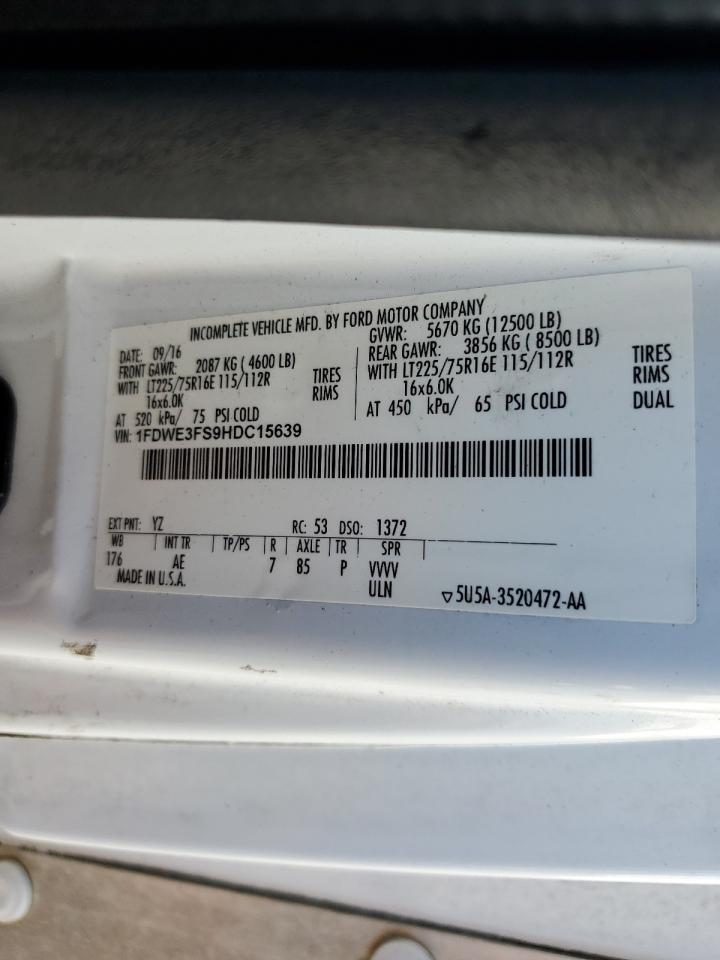 INCOMPLETE VEHICLE MFD. BY FORD MOTOR COMPANY
DATE: 09/16 GVWR: 5670 KG (12500 LB)
FRONT GAWR: 2087 KG ( 4600 LB) REAR GAWR: 3856 KG ( 8500 LB)
WITH LT225/75R16E 115/112R TIRES WITH LT225/75R16E 115/112R TIRES
16x6.0K RIMS 16x6.0K RIMS
AT 520 kPa/ 75 PSI COLD AT 450 kPa/ 65 PSI COLD DUAL
VIN: 1FDWE3FS9HDC15639
EXT PNT: YZ RC: 53 DSO: 1372
WB INT TR TP/PS R AXLE TR SPR
176 AE 7 85 P VVVV
MADE IN U.S.A. ULN
▽5U5A-3520472-AA